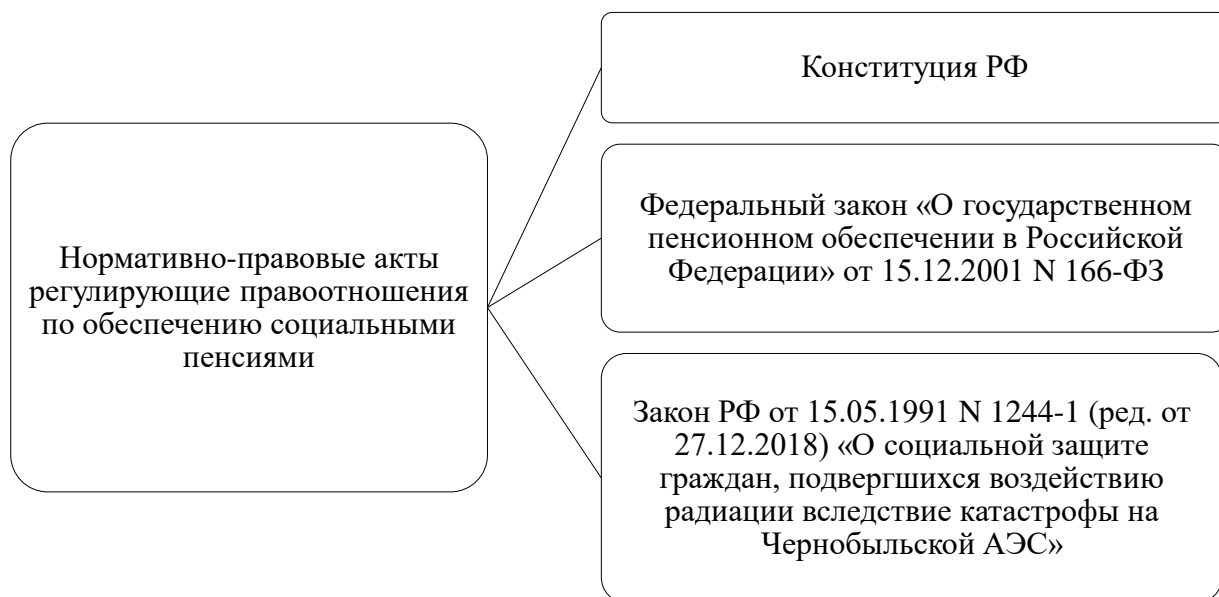 Нормативно-правовые акты
регулирующие правоотношения
по обеспечению социальными
пенсиями
Конституция РФ
Федеральный закон «О государственном
пенсионном обеспечении в Российской
Федерации» от 15.12.2001 N 166-ФЗ
Закон РФ от 15.05.1991 N 1244-1 (ред. от
27.12.2018) «О социальной защите
граждан, подвергшихся воздействию
радиации вследствие катастрофы на
Чернобыльской АЭС»